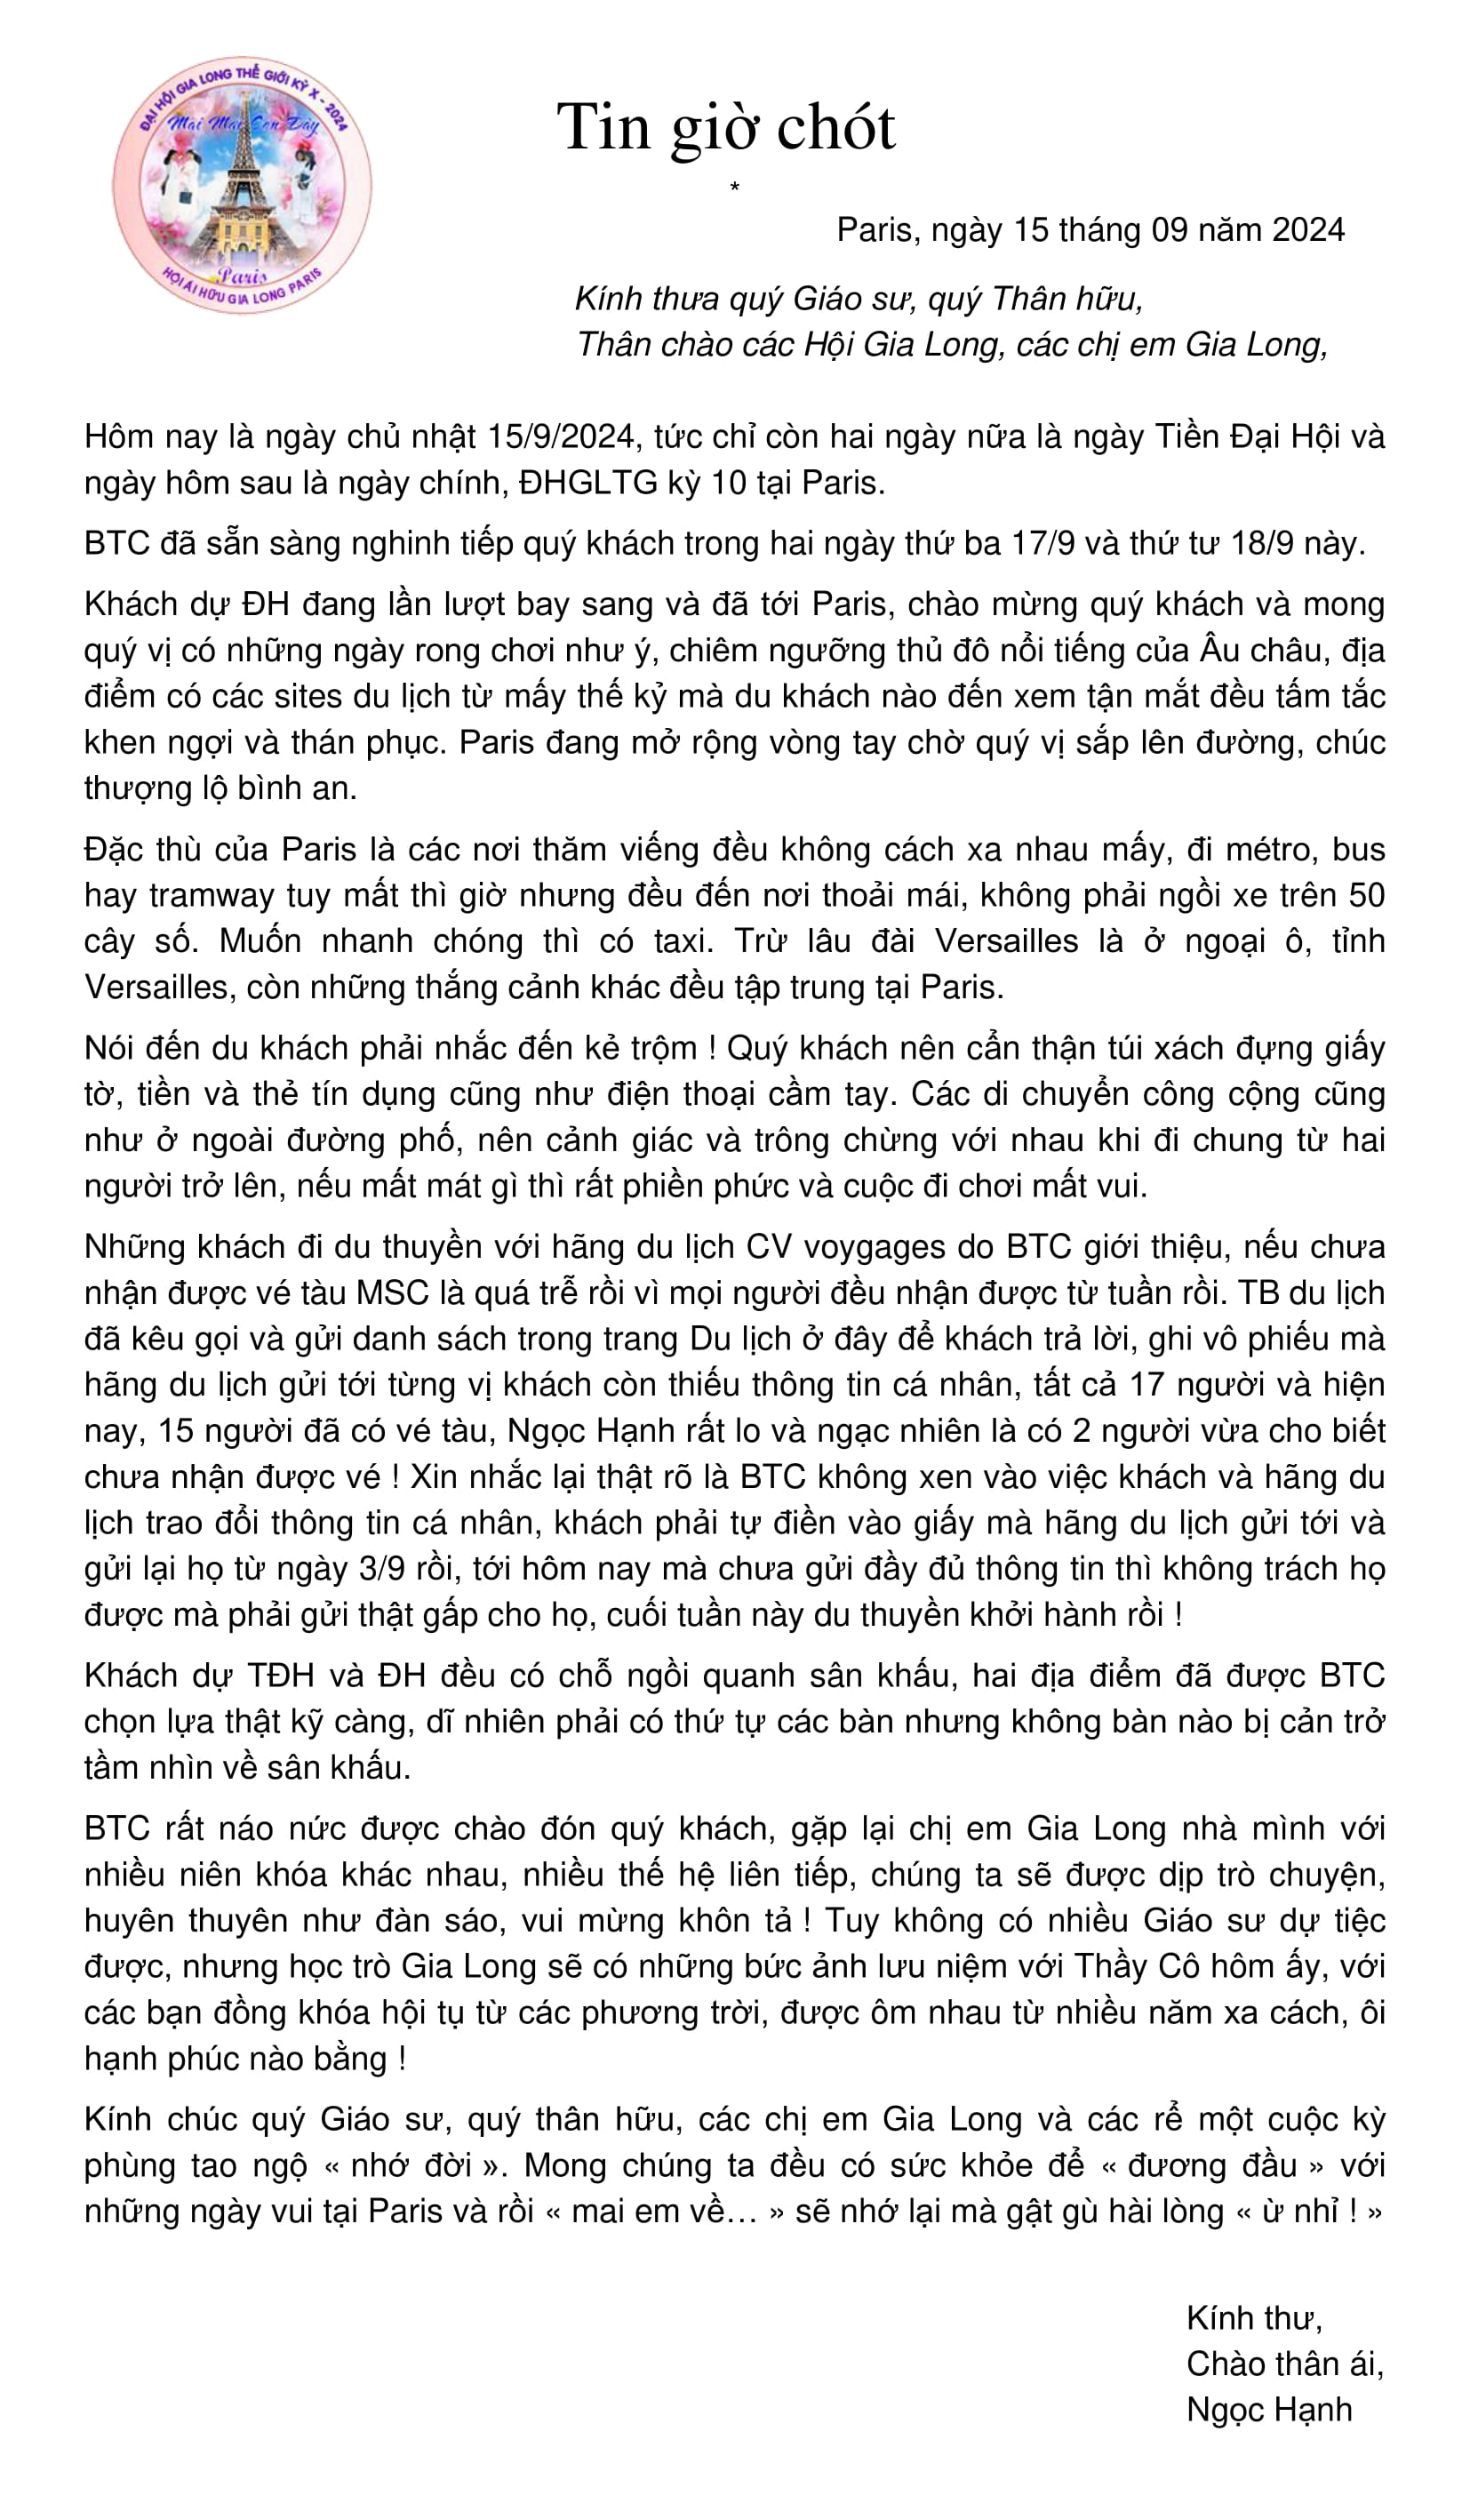 ĐẠI HỘI GIA LONG THẾ GIỚI KỲ X - 2024
Mai Mai Con Đây
Paris
HỘI ÁI HỮU GIA LONG PARIS
Tin giờ chót
*
Paris, ngày 15 tháng 09 năm 2024
Kính thưa quý Giáo sư, quý Thân hữu,
Thân chào các Hội Gia Long, các chị em Gia Long,
Hôm nay là ngày chủ nhật 15/9/2024, tức chỉ còn hai ngày nữa là ngày Tiền Đại Hội và
ngày hôm sau là ngày chính, ĐHGLTG kỳ 10 tại Paris.
BTC đã sẵn sàng nghinh tiếp quý khách trong hai ngày thứ ba 17/9 và thứ tư 18/9 này.
Khách dự ĐH đang lần lượt bay sang và đã tới Paris, chào mừng quý khách và mong
quý vị có những ngày rong chơi như ý, chiêm ngưỡng thủ đô nổi tiếng của Âu châu, địa
điểm có các sites du lịch từ mấy thế kỷ mà du khách nào đến xem tận mắt đều tấm tắc
khen ngợi và thán phục. Paris đang mở rộng vòng tay chờ quý vị sắp lên đường, chúc
thượng lộ bình an.
Đặc thù của Paris là các nơi thăm viếng đều không cách xa nhau mấy, đi métro, bus
hay tramway tuy mất thì giờ nhưng đều đến nơi thoải mái, không phải ngồi xe trên 50
cây số. Muốn nhanh chóng thì có taxi. Trừ lâu đài Versailles là ở ngoại ô, tỉnh
Versailles, còn những thắng cảnh khác đều tập trung tại Paris.
Nói đến du khách phải nhắc đến kẻ trộm ! Quý khách nên cẩn thận túi xách đựng giấy
tờ, tiền và thẻ tín dụng cũng như điện thoại cầm tay. Các di chuyển công cộng cũng
như ở ngoài đường phố, nên cảnh giác và trông chừng với nhau khi đi chung từ hai
người trở lên, nếu mất mát gì thì rất phiền phức và cuộc đi chơi mất vui.
Những khách đi du thuyền với hãng du lịch CV voygages do BTC giới thiệu, nếu chưa
nhận được vé tàu MSC là quá trễ rồi vì mọi người đều nhận được từ tuần rồi. TB du lịch
đã kêu gọi và gửi danh sách trong trang Du lịch ở đây để khách trả lời, ghi vô phiếu mà
hãng du lịch gửi tới từng vị khách còn thiếu thông tin cá nhân, tất cả 17 người và hiện
nay, 15 người đã có vé tàu, Ngọc Hạnh rất lo và ngạc nhiên là có 2 người vừa cho biết
chưa nhận được vé ! Xin nhắc lại thật rõ là BTC không xen vào việc khách và hãng du
lịch trao đổi thông tin cá nhân, khách phải tự điền vào giấy mà hãng du lịch gửi tới và
gửi lại họ từ ngày 3/9 rồi, tới hôm nay mà chưa gửi đầy đủ thông tin thì không trách họ
được mà phải gửi thật gấp cho họ, cuối tuần này du thuyền khởi hành rồi !
Khách dự TĐH và ĐH đều có chỗ ngồi quanh sân khấu, hai địa điểm đã được BTC
chọn lựa thật kỹ càng, dĩ nhiên phải có thứ tự các bàn nhưng không bàn nào bị cản trở
tầm nhìn về sân khấu.
BTC rất náo nức được chào đón quý khách, gặp lại chị em Gia Long nhà mình với
nhiều niên khóa khác nhau, nhiều thế hệ liên tiếp, chúng ta sẽ được dịp trò chuyện,
huyên thuyên như đàn sáo, vui mừng khôn tả ! Tuy không có nhiều Giáo sư dự tiệc
được, nhưng học trò Gia Long sẽ có những bức ảnh lưu niệm với Thầy Cô hôm ấy, với
các bạn đồng khóa hội tụ từ các phương trời, được ôm nhau từ nhiều năm xa cách, ôi
hạnh phúc nào bằng !
Kính chúc quý Giáo sư, quý thân hữu, các chị em Gia Long và các rể một cuộc kỳ
phùng tao ngộ « nhớ đời ». Mong chúng ta đều có sức khỏe để « đương đầu » với
những ngày vui tại Paris và rồi « mai em về… » sẽ nhớ lại mà gật gù hài lòng « ừ nhỉ ! »
Kính thư,
Chào thân ái,
Ngọc Hạnh